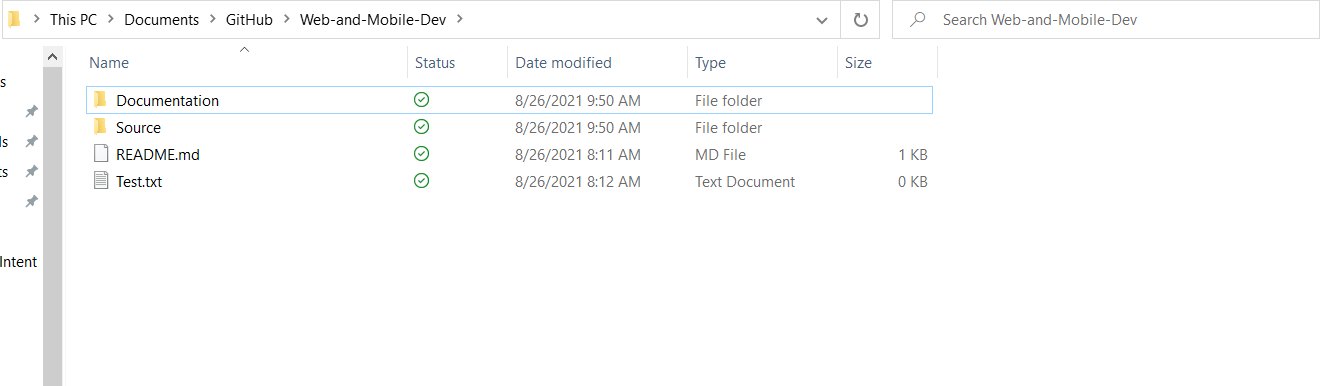 This PC > Documents > GitHub > Web-and-Mobile-Dev >
Search Web-and-Mobile-Dev
Name Status Date modified Type Size
Documentation 8/26/2021 9:50 AM File folder
Source 8/26/2021 9:50 AM File folder
README.md 8/26/2021 8:11 AM MD File 1 KB
Test.txt 8/26/2021 8:12 AM Text Document 0 KB
s
ls
ts
Intent